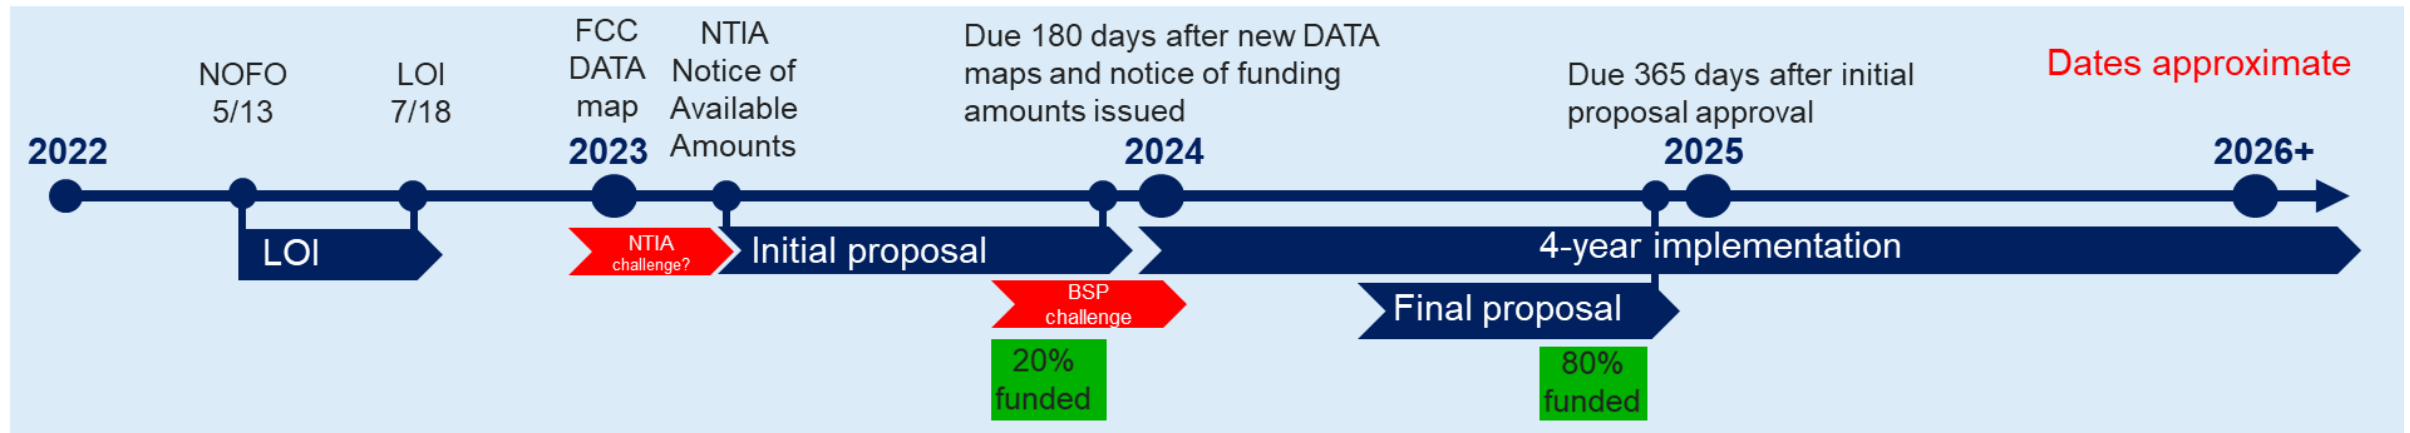 NOFO
5/13
LOI
7/18
FCC
DATA
map
NTIA
Notice of
Available
Amounts
Due 180 days after new DATA
maps and notice of funding
amounts issued
Due 365 days after initial
proposal approval
Dates approximate
2022
2023
2024
2025
2026+
LOI
NTIA
challenge?
Initial proposal
4-year implementation
BSP
challenge
Final proposal
20%
funded
80%
funded